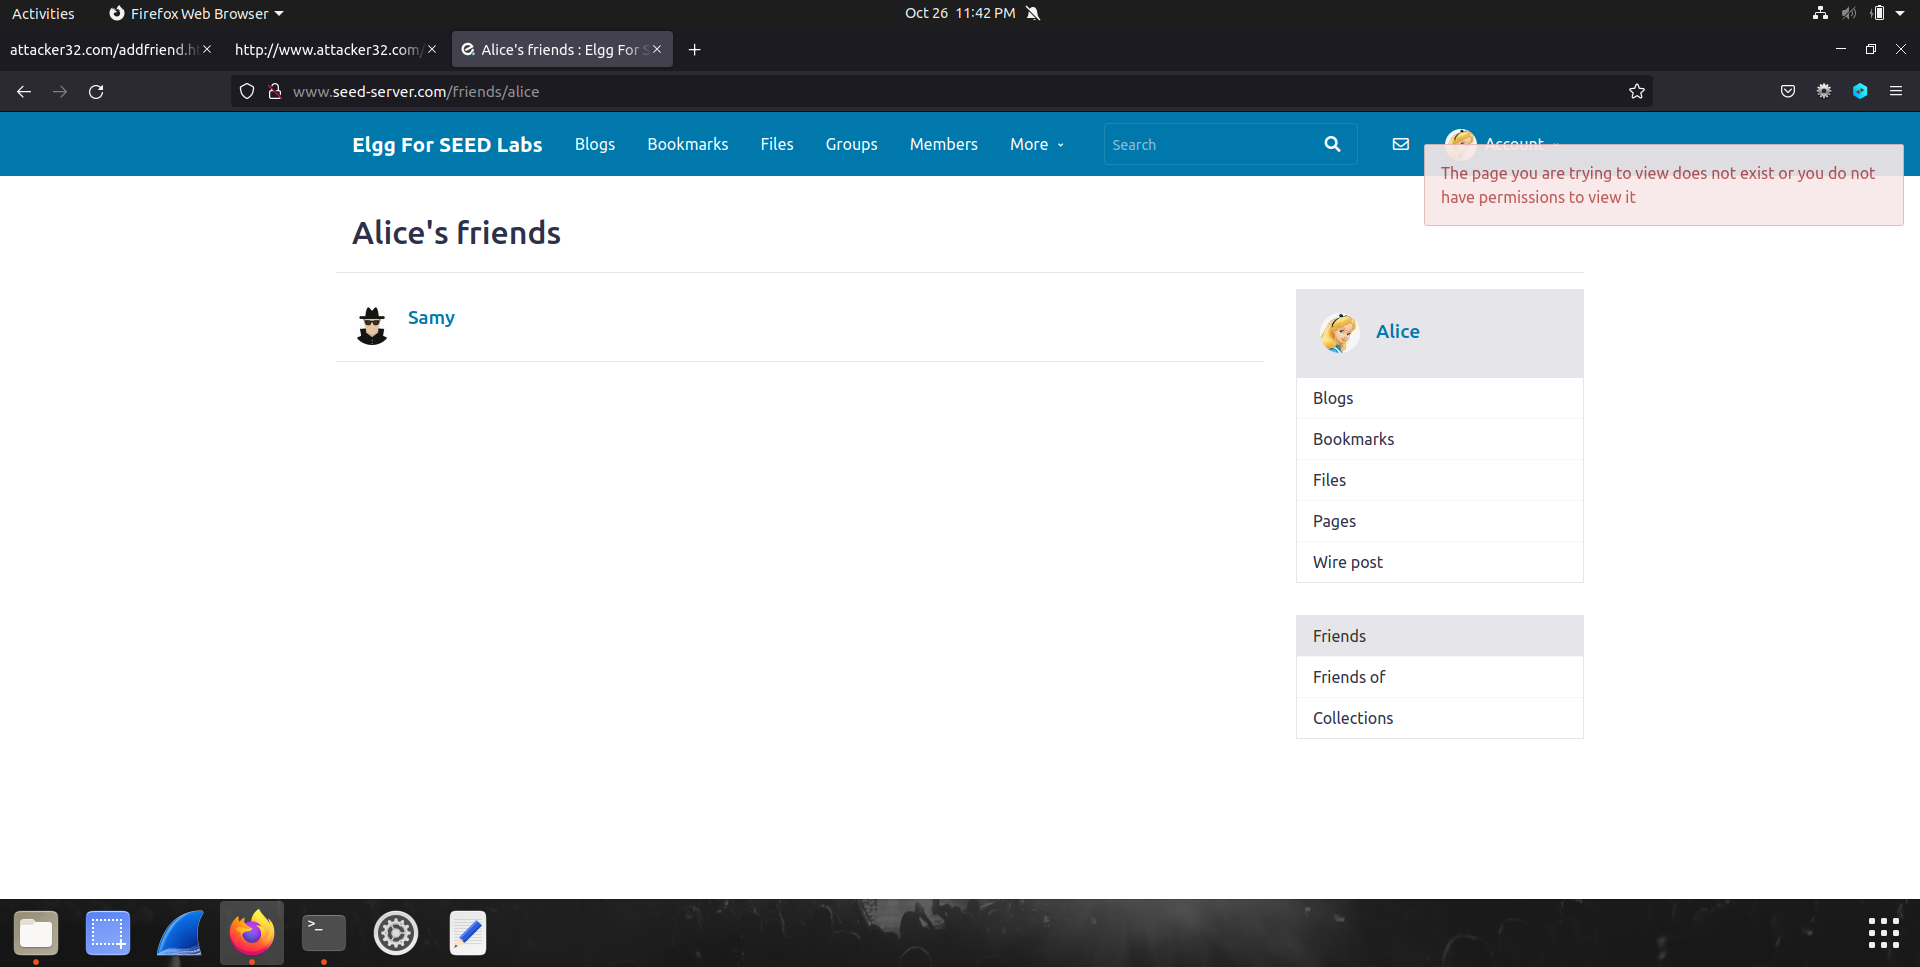 Activities
Firefox Web Browser
Oct 26 11:42 PM
attacker32.com/addfriend.h
http://www.attacker32.com/
Alice's friends : Elgg For S
www.seed-server.com/friends/alice
Elgg For SEED Labs
Blogs
Bookmarks
Files
Groups
Members
More
Search
Account
The page you are trying to view does not exist or you do not
have permissions to view it
Alice's friends
Samy
Alice
Blogs
Bookmarks
Files
Pages
Wire post
Friends
Friends of
Collections
>_